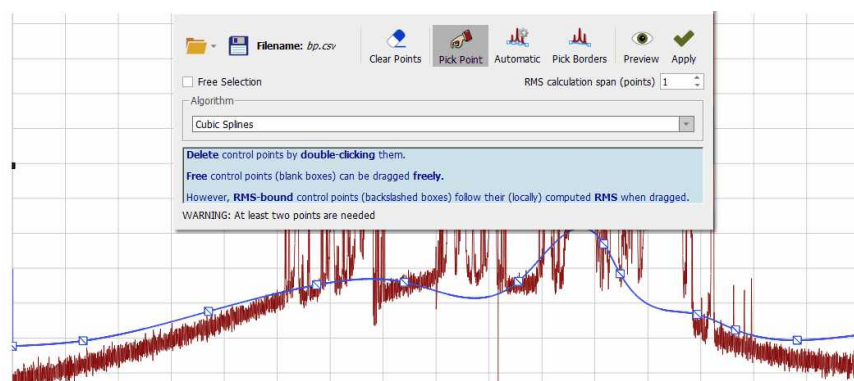 Filename: bp.csv
Clear Points Pick Point Automatic Pick Borders Preview Apply
Free Selection RMS calculation span (points) 1
Algorithm
Cubic Splines
Delete control points by double-clicking them.
Free control points (blank boxes) can be dragged freely.
However, RMS-bound control points (backslashed boxes) follow their (locally) computed RMS when dragged.
WARNING: At least two points are needed